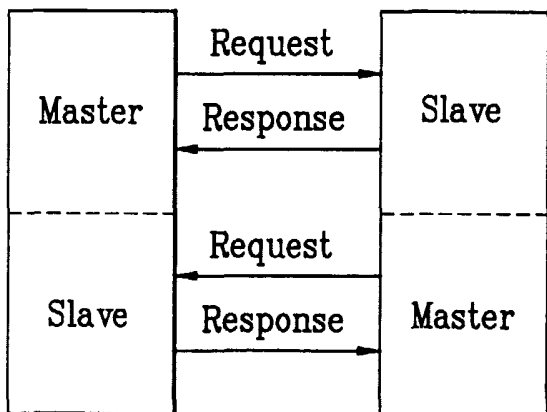 Request
Master
Response
Slave
Request
Slave
Response
Master